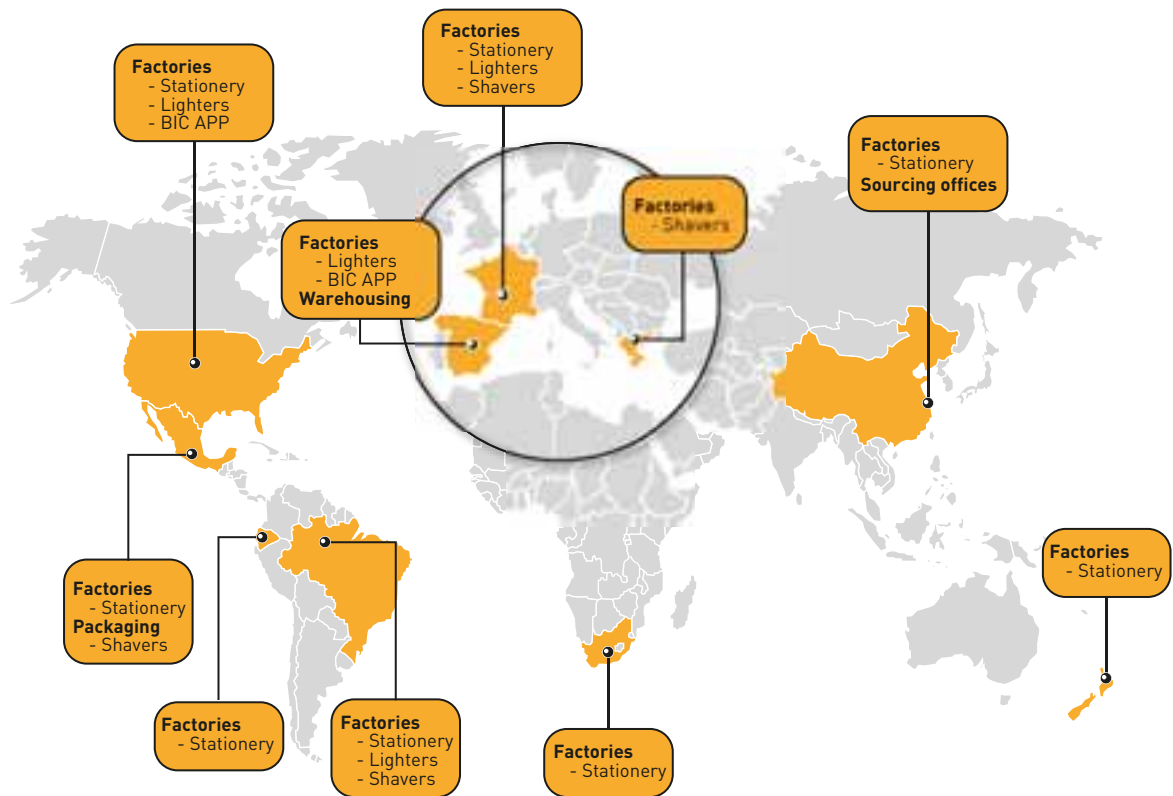 Factories
- Stationery
- Lighters
- Shavers
Factories
- Stationery
- Lighters
- BIC APP
Factories
- Stationery
Sourcing offices
Factories
- Shavers
Factories
- Lighters
- BIC APP
Warehousing
Factories
- Stationery
Factories
- Stationery
Packaging
- Shavers
Factories
- Stationery
Factories
- Stationery
- Lighters
- Shavers
Factories
- Stationery